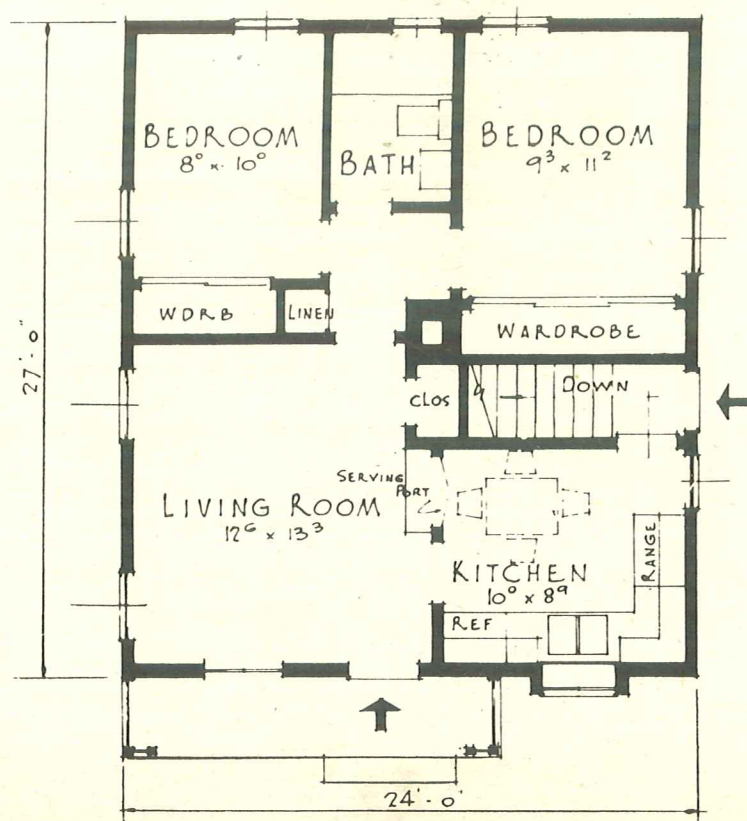 BEDROOM
8⁰ x 10⁰
BATH
BEDROOM
9³ x 11²
WDRB
LINEN
WARDROBE
27'-0"
CLOS
DOWN
SERVING
PORT
LIVING ROOM
12⁶ x 13³
KITCHEN
10⁰ x 8⁹
RANGE
REF
24'-0"